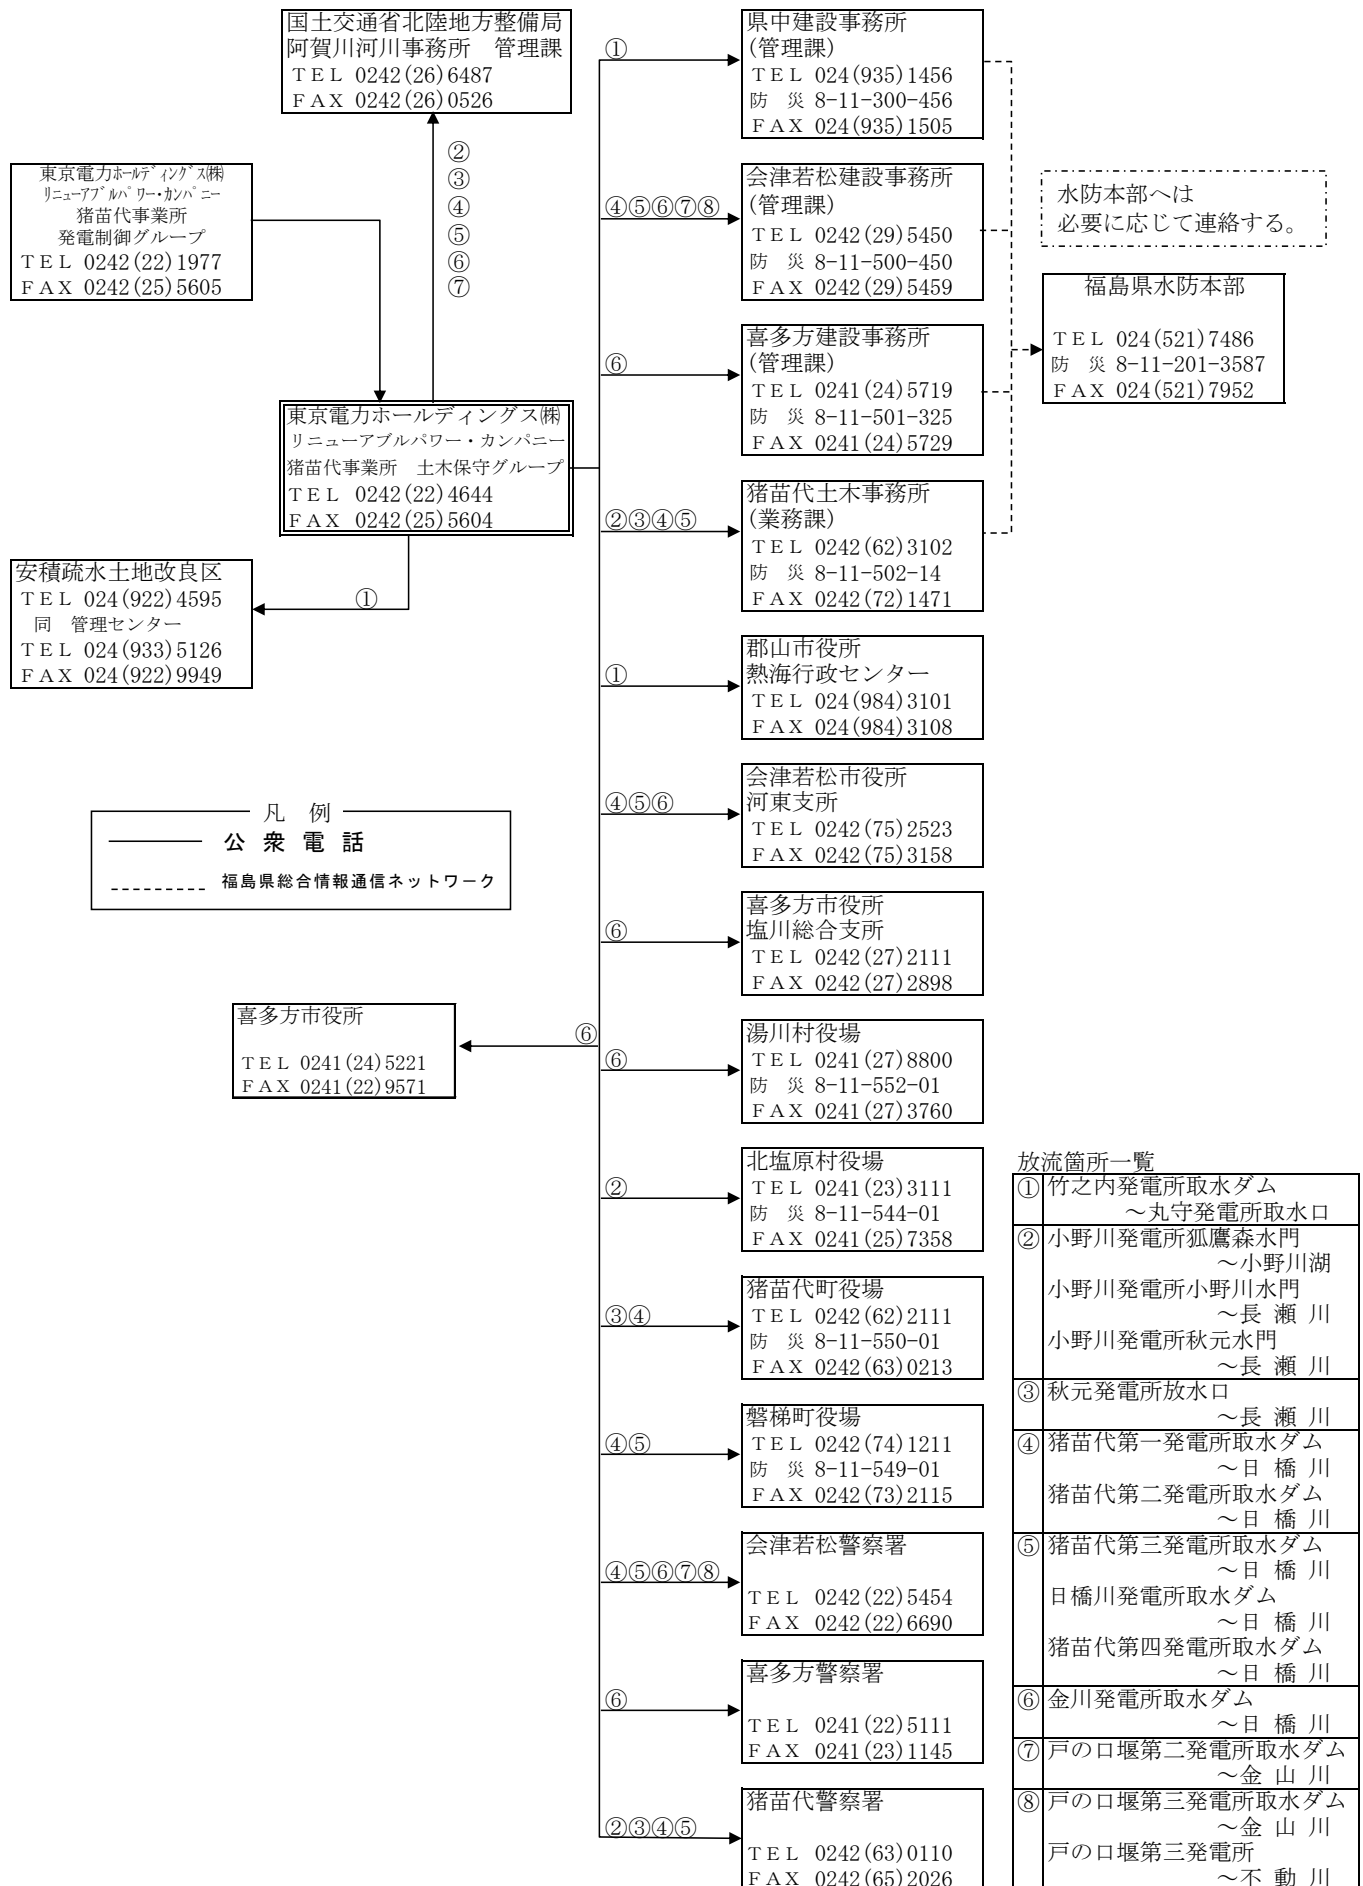 国土交通省北陸地方整備局
阿賀川河川事務所　管理課
ＴＥＬ 0242(26)6487
ＦＡＸ 0242(26)0526
②
③
④
⑤
⑥
⑦
東京電力ホールディングス㈱
リニューアブルパワー・カンパニー
猪苗代事業所
発電制御グループ
ＴＥＬ 0242(22)1977
ＦＡＸ 0242(25)5605
東京電力ホールディングス㈱
リニューアブルパワー・カンパニー
猪苗代事業所　土木保守グループ
ＴＥＬ 0242(22)4644
ＦＡＸ 0242(25)5604
①
安積疏水土地改良区
ＴＥＬ 024(922)4595
同　管理センター
ＴＥＬ 024(933)5126
ＦＡＸ 024(922)9949
凡　例
公 衆 電 話
福島県総合情報通信ネットワーク
⑥
喜多方市役所
ＴＥＬ 0241(24)5221
ＦＡＸ 0241(22)9571
①
県中建設事務所
(管理課)
ＴＥＬ 024(935)1456
防　災 8-11-300-456
ＦＡＸ 024(935)1505
④⑤⑥⑦⑧
会津若松建設事務所
(管理課)
ＴＥＬ 0242(29)5450
防　災 8-11-500-450
ＦＡＸ 0242(29)5459
⑥
喜多方建設事務所
(管理課)
ＴＥＬ 0241(24)5719
防　災 8-11-501-325
ＦＡＸ 0241(24)5729
②③④⑤
猪苗代土木事務所
(業務課)
ＴＥＬ 0242(62)3102
防　災 8-11-502-14
ＦＡＸ 0242(72)1471
①
郡山市役所
熱海行政センター
ＴＥＬ 024(984)3101
ＦＡＸ 024(984)3108
④⑤⑥
会津若松市役所
河東支所
ＴＥＬ 0242(75)2523
ＦＡＸ 0242(75)3158
⑥
喜多方市役所
塩川総合支所
ＴＥＬ 0242(27)2111
ＦＡＸ 0242(27)2898
⑥
湯川村役場
ＴＥＬ 0241(27)8800
防　災 8-11-552-01
ＦＡＸ 0241(27)3760
②
北塩原村役場
ＴＥＬ 0241(23)3111
防　災 8-11-544-01
ＦＡＸ 0241(25)7358
③④
猪苗代町役場
ＴＥＬ 0242(62)2111
防　災 8-11-550-01
ＦＡＸ 0242(63)0213
④⑤
磐梯町役場
ＴＥＬ 0242(74)1211
防　災 8-11-549-01
ＦＡＸ 0242(73)2115
④⑤⑥⑦⑧
会津若松警察署
ＴＥＬ 0242(22)5454
ＦＡＸ 0242(22)6690
⑥
喜多方警察署
ＴＥＬ 0241(22)5111
ＦＡＸ 0241(23)1145
②③④⑤
猪苗代警察署
ＴＥＬ 0242(63)0110
ＦＡＸ 0242(65)2026
水防本部へは
必要に応じて連絡する。
福島県水防本部
ＴＥＬ 024(521)7486
防　災 8-11-201-3587
ＦＡＸ 024(521)7952
放流箇所一覧
① 竹之内発電所取水ダム
～丸守発電所取水口
② 小野川発電所狐鷹森水門
～小野川湖
小野川発電所小野川水門
～長 瀬 川
小野川発電所秋元水門
～長 瀬 川
③ 秋元発電所放水口
～長 瀬 川
④ 猪苗代第一発電所取水ダム
～日 橋 川
猪苗代第二発電所取水ダム
～日 橋 川
⑤ 猪苗代第三発電所取水ダム
～日 橋 川
日橋川発電所取水ダム
～日 橋 川
猪苗代第四発電所取水ダム
～日 橋 川
⑥ 金川発電所取水ダム
～日 橋 川
⑦ 戸の口堰第二発電所取水ダム
～金 山 川
⑧ 戸の口堰第三発電所取水ダム
～金 山 川
戸の口堰第三発電所
～不 動 川